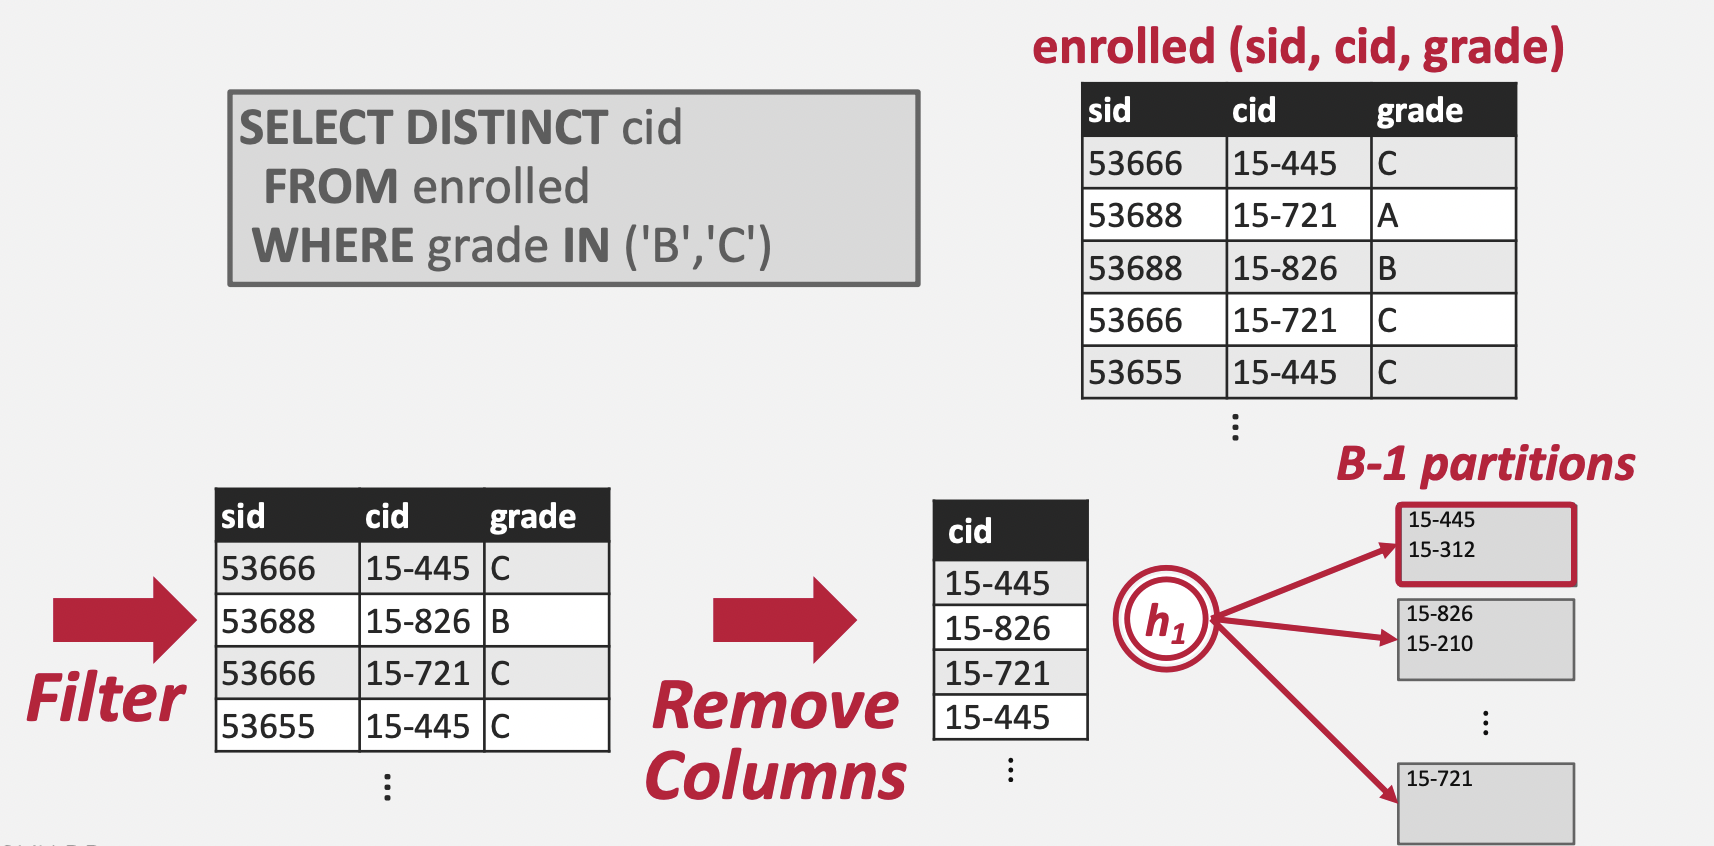 enrolled (sid, cid, grade)
SELECT DISTINCT cid
FROM enrolled
WHERE grade IN ('B','C')
sid cid grade
53666 15-445 C
53688 15-721 A
53688 15-826 B
53666 15-721 C
53655 15-445 C
⋮
Filter
sid cid grade
53666 15-445 C
53688 15-826 B
53666 15-721 C
53655 15-445 C
⋮
Remove
Columns
cid
15-445
15-826
15-721
15-445
⋮
h1
B-1 partitions
15-445
15-312
15-826
15-210
⋮
15-721